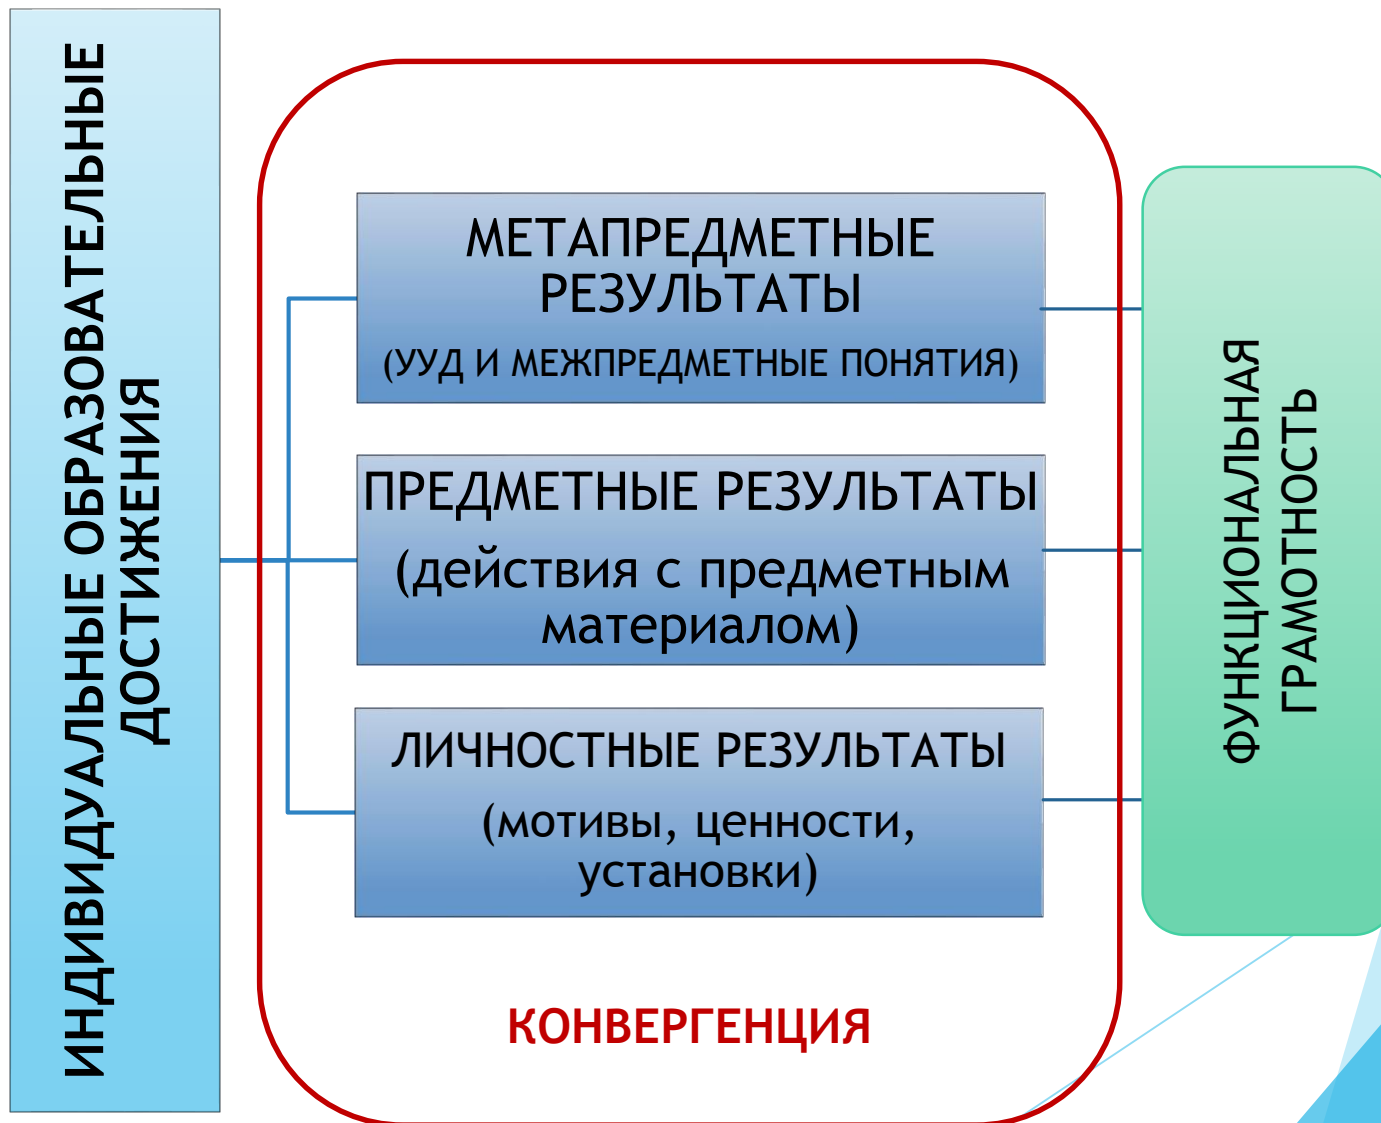 ИНДИВИДУАЛЬНЫЕ ОБРАЗОВАТЕЛЬНЫЕ
ДОСТИЖЕНИЯ
МЕТАПРЕДМЕТНЫЕ
РЕЗУЛЬТАТЫ
(УУД И МЕЖПРЕДМЕТНЫЕ ПОНЯТИЯ)
ПРЕДМЕТНЫЕ РЕЗУЛЬТАТЫ
(действия с предметным
материалом)
ЛИЧНОСТНЫЕ РЕЗУЛЬТАТЫ
(мотивы, ценности,
установки)
КОНВЕРГЕНЦИЯ
ФУНКЦИОНАЛЬНАЯ
ГРАМОТНОСТЬ